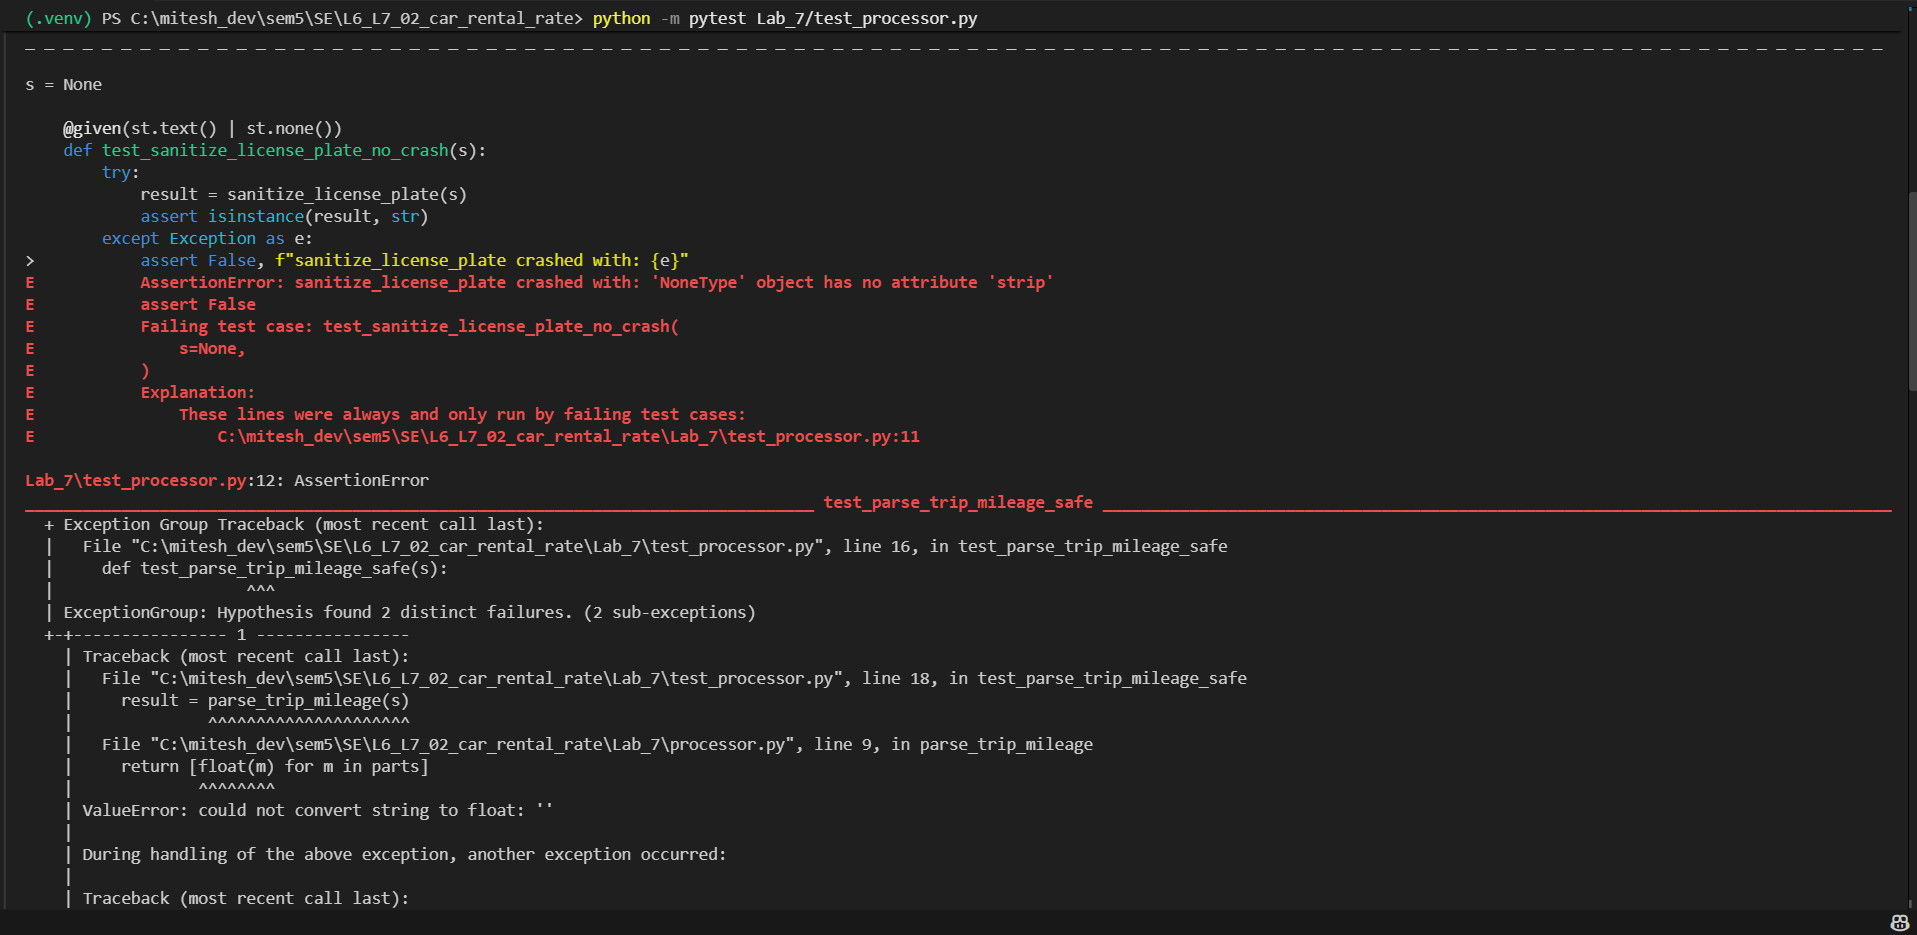 (.venv) PS C:\mitesh_dev\sem5\SE\L6_L7_02_car_rental_rate> python -m pytest Lab_7/test_processor.py
_ _ _ _ _ _ _ _ _ _ _ _ _ _ _ _ _ _ _ _ _ _ _ _ _ _ _ _ _ _ _ _ _ _ _ _ _ _ _ _ _ _ _ _ _ _ _ _ _ _ _ _ _ _ _ _ _ _ _ _ _ _ _ _ _ _ _ _ _ _ _ _ _ _ _ _ _ _ _ _ _ _ _ _ _ _ _ _ _ _ _ _ _ _ _ _ _
s = None
    @given(st.text() | st.none())
    def test_sanitize_license_plate_no_crash(s):
        try:
            result = sanitize_license_plate(s)
            assert isinstance(result, str)
        except Exception as e:
>           assert False, f"sanitize_license_plate crashed with: {e}"
E           AssertionError: sanitize_license_plate crashed with: 'NoneType' object has no attribute 'strip'
E           assert False
E           Failing test case: test_sanitize_license_plate_no_crash(
E               s=None,
E           )
E           Explanation:
E               These lines were always and only run by failing test cases:
E                   C:\mitesh_dev\sem5\SE\L6_L7_02_car_rental_rate\Lab_7\test_processor.py:11
Lab_7\test_processor.py:12: AssertionError
__________________________________________________________________________________ test_parse_trip_mileage_safe __________________________________________________________________________________
  + Exception Group Traceback (most recent call last):
  |   File "C:\mitesh_dev\sem5\SE\L6_L7_02_car_rental_rate\Lab_7\test_processor.py", line 16, in test_parse_trip_mileage_safe
  |     def test_parse_trip_mileage_safe(s):
  |                    ^^^
  | ExceptionGroup: Hypothesis found 2 distinct failures. (2 sub-exceptions)
  +-+---------------- 1 ----------------
    | Traceback (most recent call last):
    |   File "C:\mitesh_dev\sem5\SE\L6_L7_02_car_rental_rate\Lab_7\test_processor.py", line 18, in test_parse_trip_mileage_safe
    |     result = parse_trip_mileage(s)
    |              ^^^^^^^^^^^^^^^^^^^^^
    |   File "C:\mitesh_dev\sem5\SE\L6_L7_02_car_rental_rate\Lab_7\processor.py", line 9, in parse_trip_mileage
    |     return [float(m) for m in parts]
    |             ^^^^^^^^
    | ValueError: could not convert string to float: ''
    |
    | During handling of the above exception, another exception occurred:
    |
    | Traceback (most recent call last):